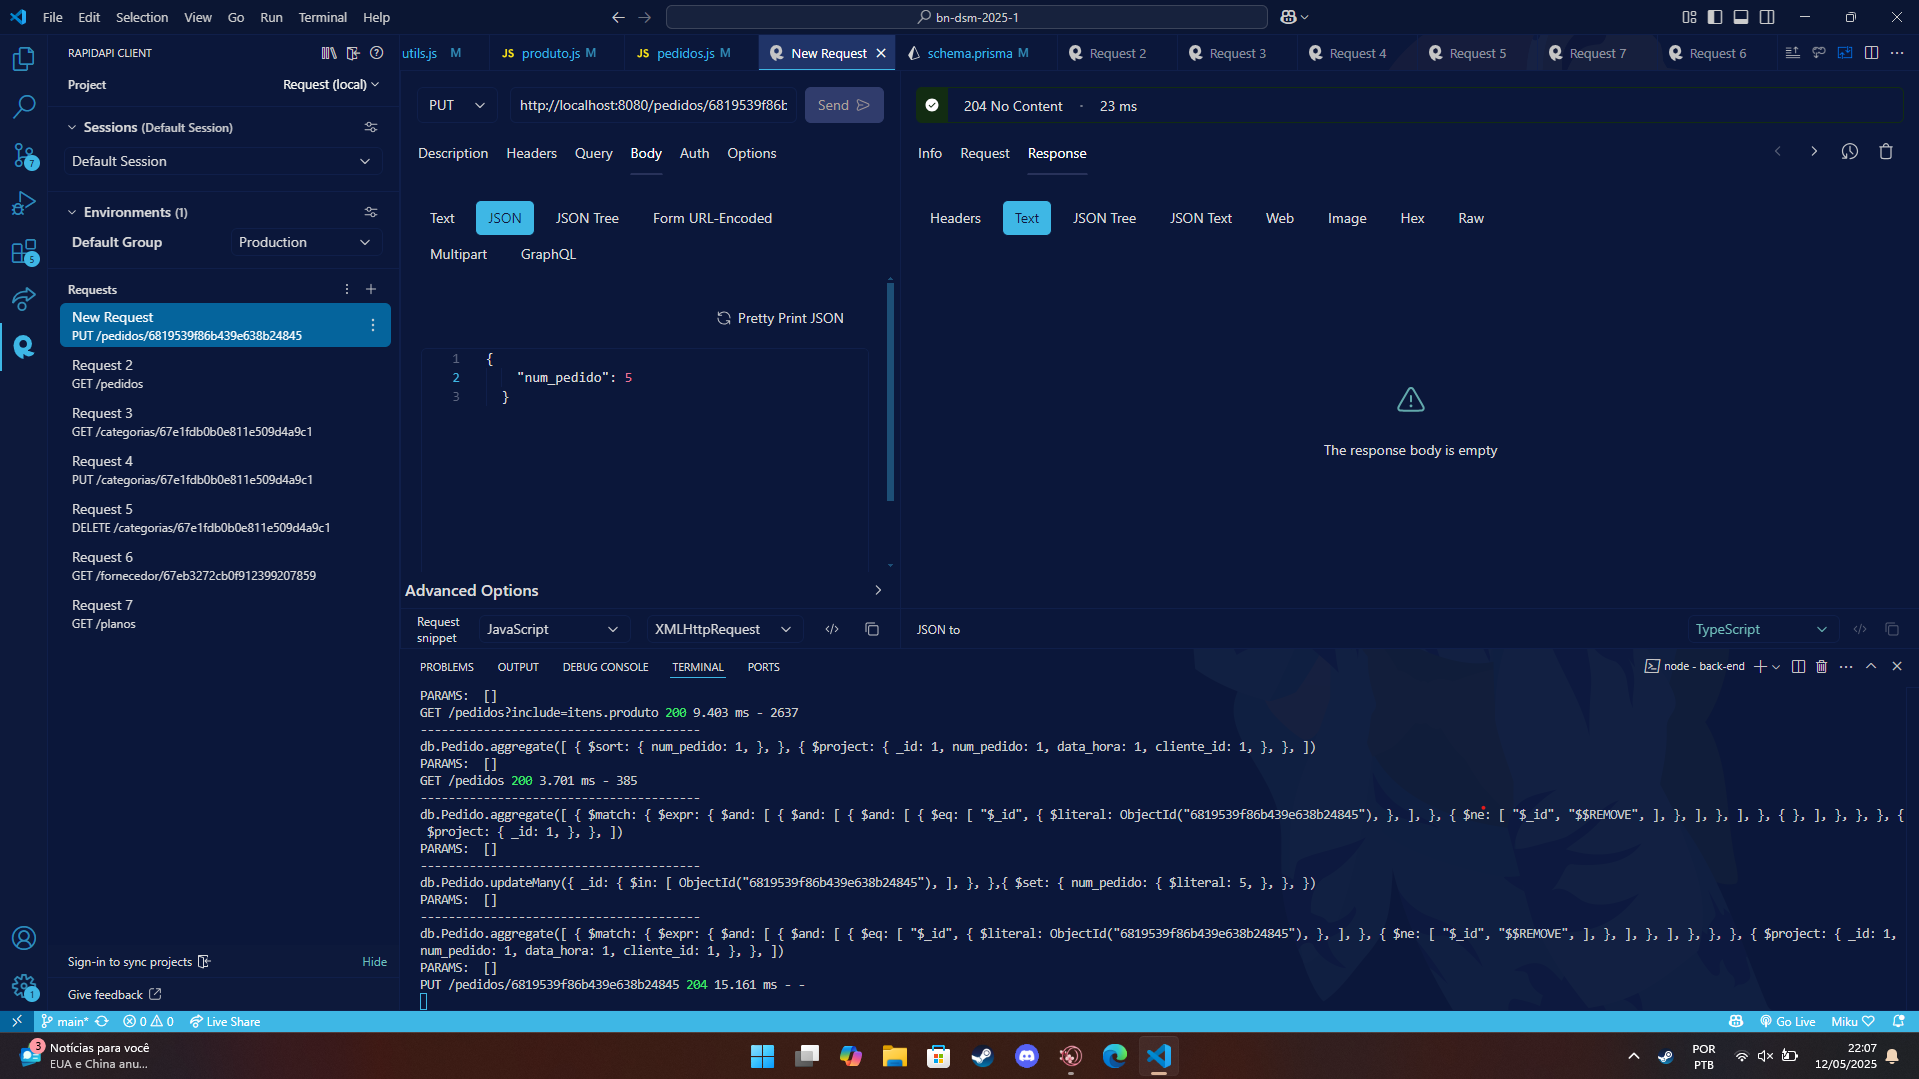 File Edit Selection View Go Run Terminal Help
bn-dsm-2025-1
RAPIDAPI CLIENT
Project
Request (local)
Sessions (Default Session)
Default Session
Environments (1)
Default Group
Production
Requests
New Request
PUT /pedidos/6819539f86b439e638b24845
Request 2
GET /pedidos
Request 3
GET /categorias/67e1fdb0b0e811e509d4a9c1
Request 4
PUT /categorias/67e1fdb0b0e811e509d4a9c1
Request 5
DELETE /categorias/67e1fdb0b0e811e509d4a9c1
Request 6
GET /fornecedor/67eb3272cb0f912399207859
Request 7
GET /planos
Sign-in to sync projects
Hide
Give feedback
7
5
1
utils.js M
JS produto.js M
JS pedidos.js M
New Request
schema.prisma M
Request 2
Request 3
Request 4
Request 5
Request 7
Request 6
PUT
http://localhost:8080/pedidos/6819539f86b
Send
Description Headers Query Body Auth Options
Text JSON JSON Tree Form URL-Encoded
Multipart GraphQL
Pretty Print JSON
1 {
2 "num_pedido": 5
3 }
Advanced Options
Request snippet
JavaScript
XMLHttpRequest
204 No Content · 23 ms
Info Request Response
Headers Text JSON Tree JSON Text Web Image Hex Raw
The response body is empty
JSON to
TypeScript
PROBLEMS OUTPUT DEBUG CONSOLE TERMINAL PORTS
node - back-end
PARAMS: []
GET /pedidos?include=itens.produto 200 9.403 ms - 2637
----------------------------------------
db.Pedido.aggregate([ { $sort: { num_pedido: 1, }, }, { $project: { _id: 1, num_pedido: 1, data_hora: 1, cliente_id: 1, }, }, ])
PARAMS: []
GET /pedidos 200 3.701 ms - 385
----------------------------------------
db.Pedido.aggregate([ { $match: { $expr: { $and: [ { $and: [ { $eq: [ "$_id", { $literal: ObjectId("6819539f86b439e638b24845"), }, ], }, { $ne: [ "$_id", "$$REMOVE", ], }, ], }, ], }, { }, ], }, }, }, {
$project: { _id: 1, }, }, ])
PARAMS: []
----------------------------------------
db.Pedido.updateMany({ _id: { $in: [ ObjectId("6819539f86b439e638b24845"), ], }, },{ $set: { num_pedido: { $literal: 5, }, }, })
PARAMS: []
----------------------------------------
db.Pedido.aggregate([ { $match: { $expr: { $and: [ { $and: [ { $eq: [ "$_id", { $literal: ObjectId("6819539f86b439e638b24845"), }, ], }, { $ne: [ "$_id", "$$REMOVE", ], }, ], }, ], }, }, }, { $project: { _id: 1,
num_pedido: 1, data_hora: 1, cliente_id: 1, }, }, ])
PARAMS: []
PUT /pedidos/6819539f86b439e638b24845 204 15.161 ms - -
main*
0 0
Live Share
Go Live
Miku
3
Notícias para você
EUA e China anu...
POR
PTB
22:07
12/05/2025